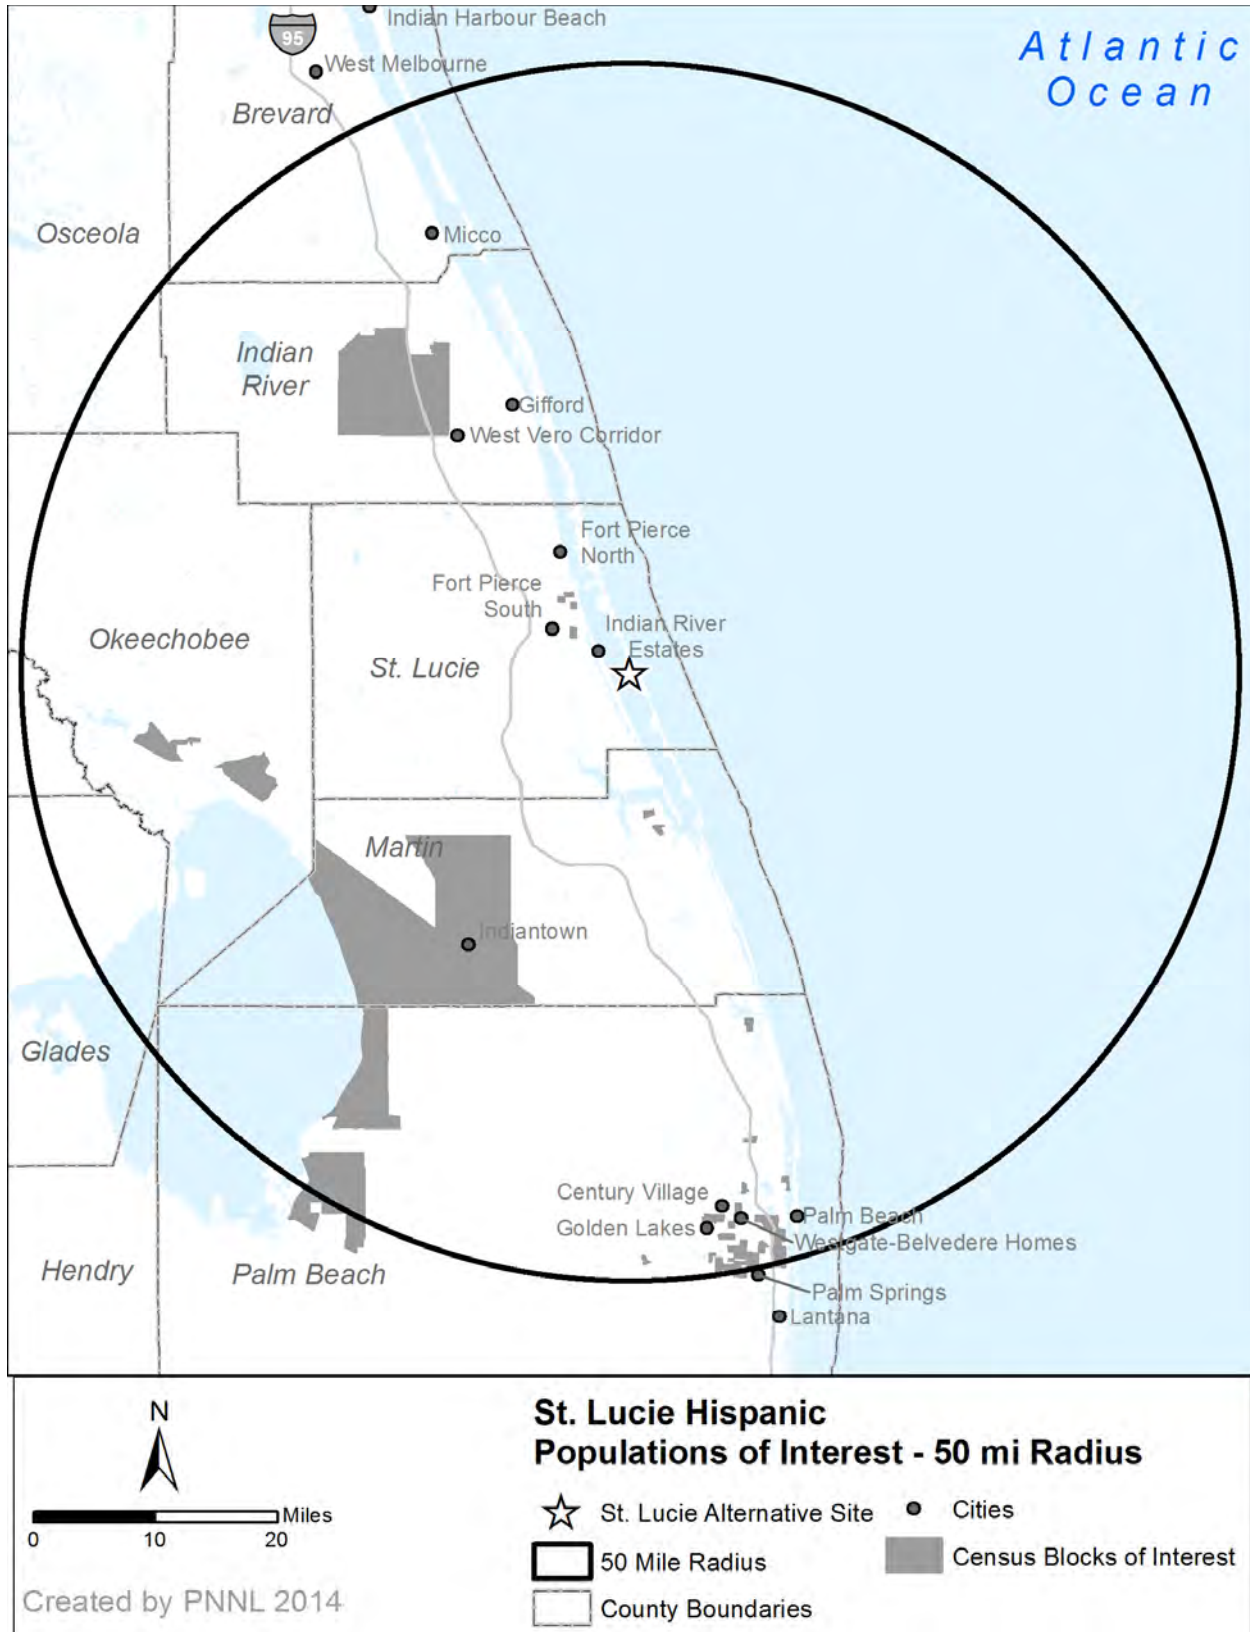 Indian Harbour Beach
95
West Melbourne
Atlantic
Ocean
Brevard
Osceola
Micco
Indian
River
Gifford
West Vero Corridor
Fort Pierce
North
Fort Pierce
South
Indian River
Estates
Okeechobee
St. Lucie
Martin
Indiantown
Glades
Century Village
Golden Lakes
Palm Beach
Westgate-Belvedere Homes
Hendry
Palm Beach
Palm Springs
Lantana
N
Miles
0 10 20
Created by PNNL 2014
St. Lucie Hispanic
Populations of Interest - 50 mi Radius
St. Lucie Alternative Site
Cities
50 Mile Radius
Census Blocks of Interest
County Boundaries